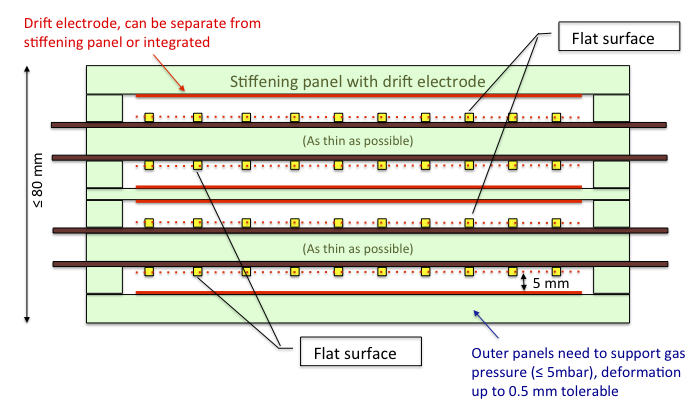 Drift electrode, can be separate from
stiffening panel or integrated
Flat surface
Stiffening panel with drift electrode
(As thin as possible)
≤ 80 mm
(As thin as possible)
5 mm
Flat surface
Outer panels need to support gas
pressure (≤ 5mbar), deformation
up to 0.5 mm tolerable